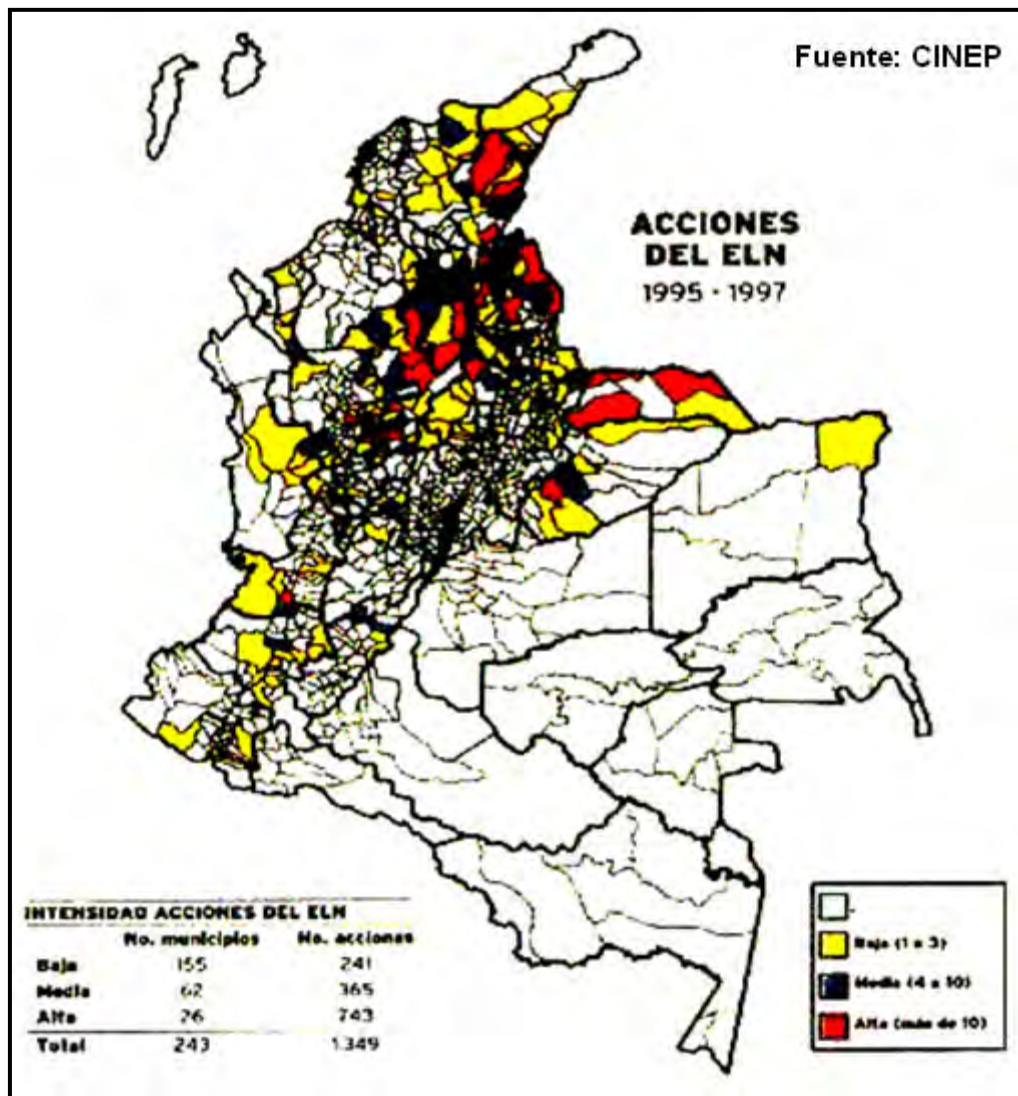 Fuente: CINEP
ACCIONES
DEL ELN
1995 - 1997
INTENSIDAD ACCIONES DEL ELN
No. municipios No. acciones
Baja 155 241
Media 62 365
Alta 26 743
Total 243 1.349
-
Baja (1 a 3)
Media (4 a 10)
Alta (más de 10)